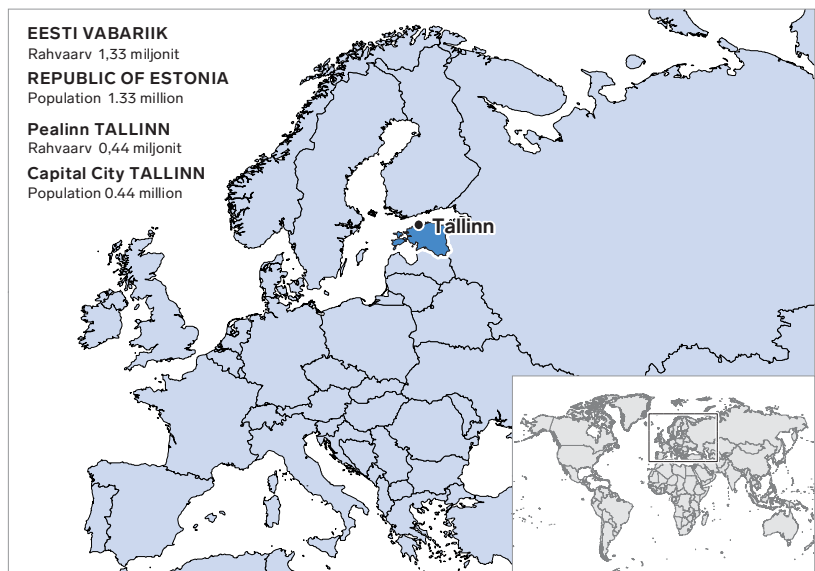 EESTI VABARIIK
Rahvaarv 1,33 miljonit
REPUBLIC OF ESTONIA
Population 1.33 million
Pealinn TALLINN
Rahvaarv 0,44 miljonit
Capital City TALLINN
Population 0.44 million
Tallinn